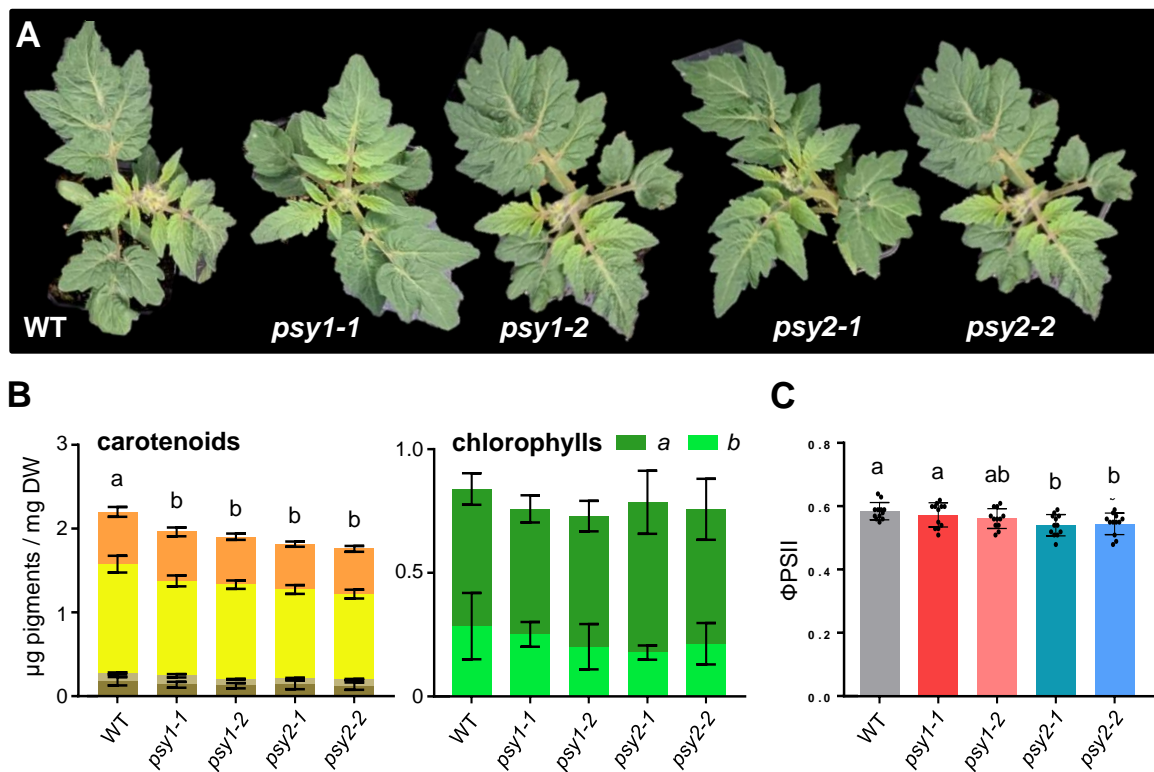 A
WT
psy1-1
psy1-2
psy2-1
psy2-2
B
C
carotenoids
chlorophylls
a
b
µg pigments / mg DW
3
2
1
0
a
b
b
b
b
WT
psy1-1
psy1-2
psy2-1
psy2-2
1.0
0.5
0
WT
psy1-1
psy1-2
psy2-1
psy2-2
ΦPSII
0.8
0.6
0.4
0.2
0.0
a
a
ab
b
b
WT
psy1-1
psy1-2
psy2-1
psy2-2